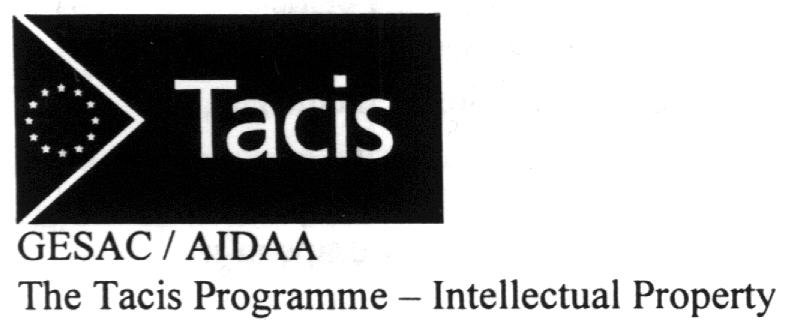 Tacis
GESAC / AIDAA
The Tacis Programme – Intellectual Property